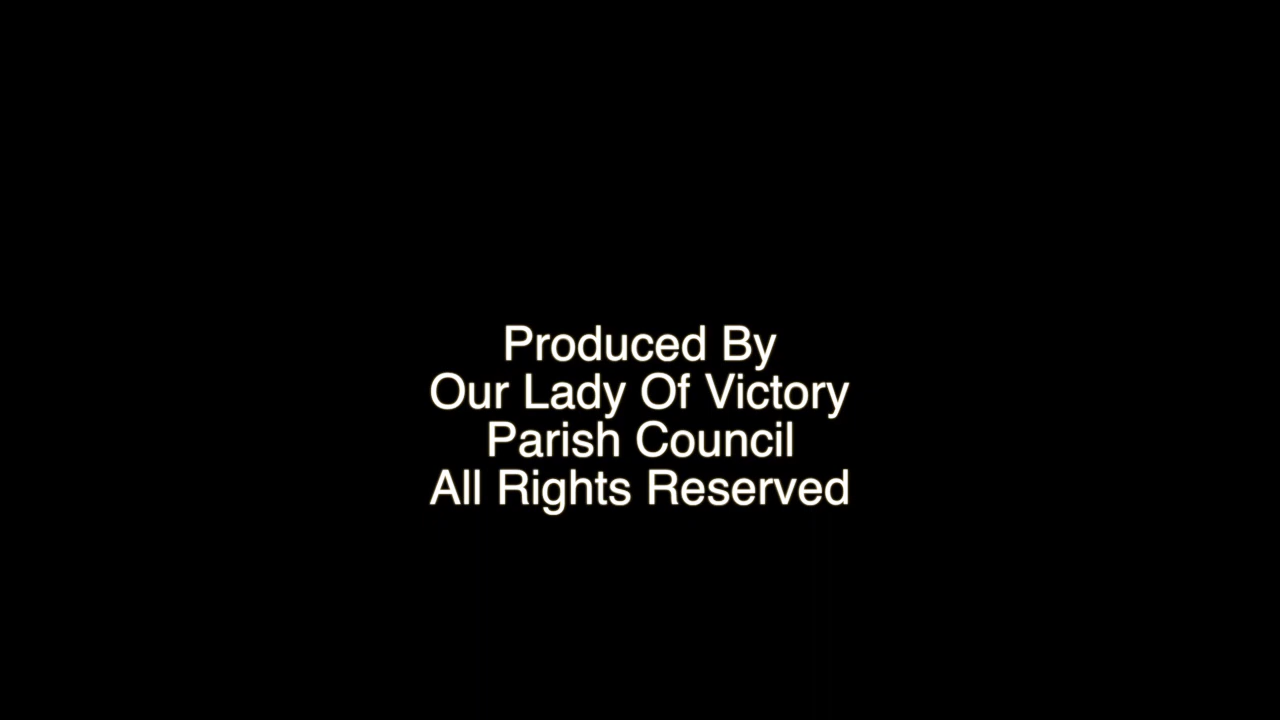 Produced By
Our Lady Of Victory
Parish Council
All Rights Reserved